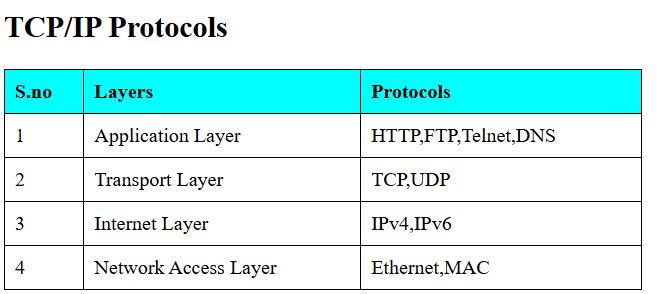 TCP/IP Protocols
S.no Layers Protocols
1 Application Layer HTTP,FTP,Telnet,DNS
2 Transport Layer TCP,UDP
3 Internet Layer IPv4,IPv6
4 Network Access Layer Ethernet,MAC